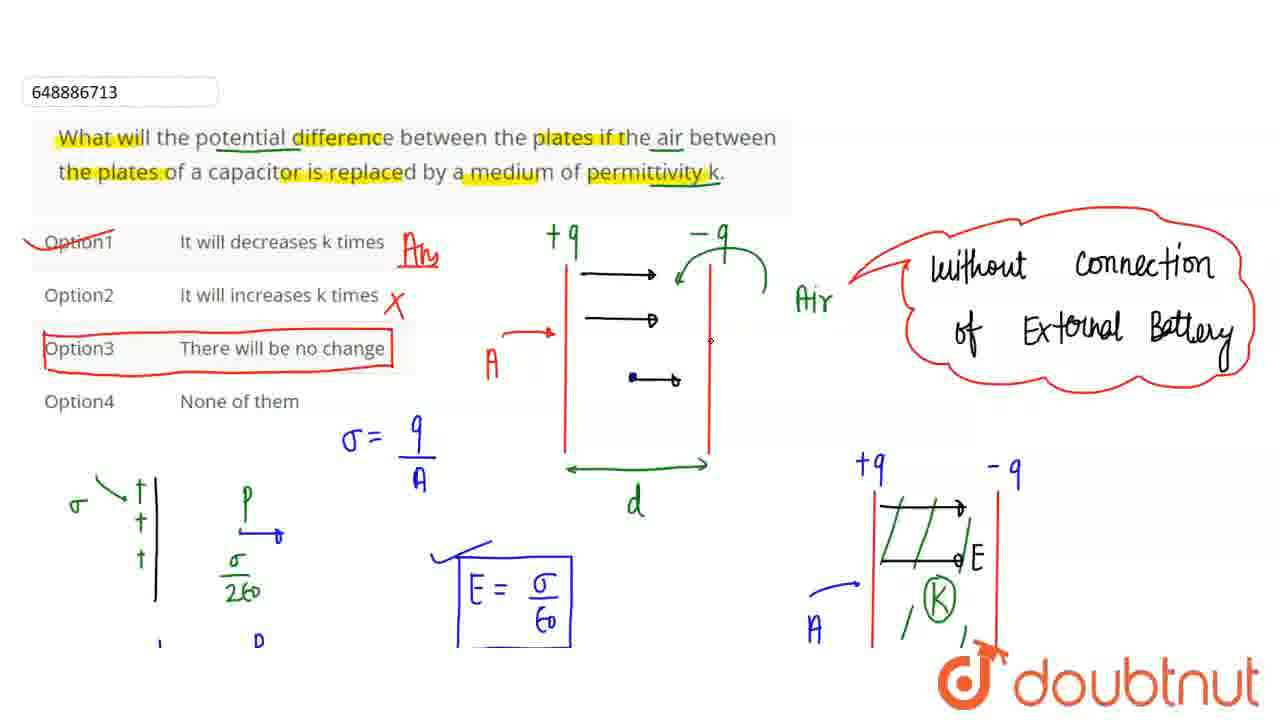 648886713
What will the potential difference between the plates if the air between
the plates of a capacitor is replaced by a medium of permittivity k.
Option1 It will decreases k times Ans
Option2 It will increases k times X
Option3 There will be no change
Option4 None of them
+q -q
Air
A
d
Without Connection
of External Battery
σ = q
A
σ
+
+
+
P
σ
2ε0
E = σ
ε0
+q -q
E
K
A
P
doubtnut